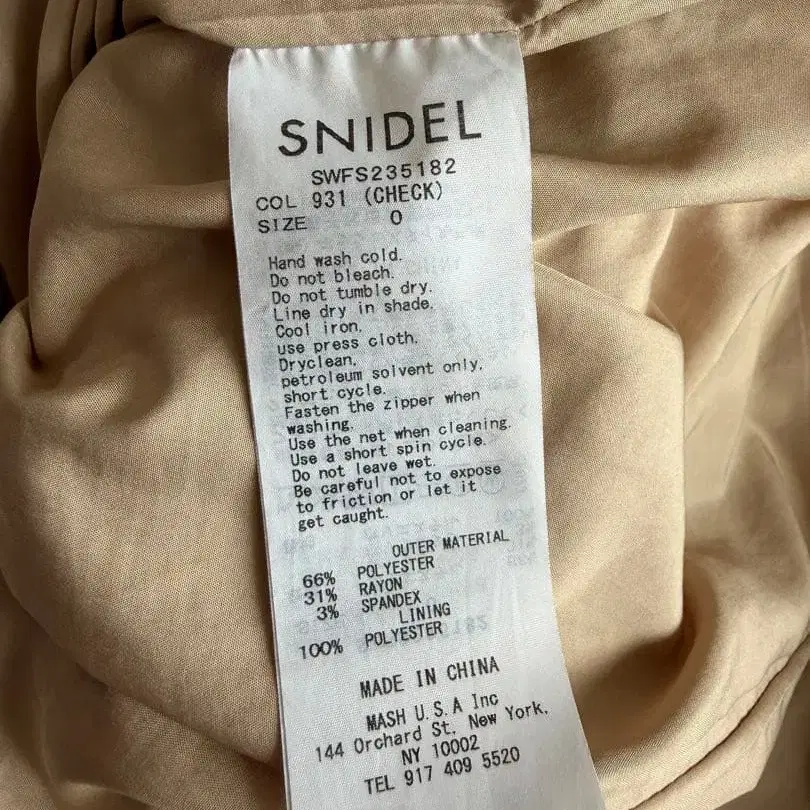 SNIDEL
SWFS235182
COL 931 (CHECK)
SIZE 0
Hand wash cold.
Do not bleach.
Do not tumble dry.
Line dry in shade.
Cool iron.
use press cloth.
Dryclean.
petroleum solvent only.
short cycle.
Fasten the zipper when
washing.
Use the net when cleaning.
Use a short spin cycle.
Do not leave wet.
Be careful not to expose
to friction or let it
get caught.
OUTER MATERIAL
66% POLYESTER
31% RAYON
3% SPANDEX
LINING
100% POLYESTER
MADE IN CHINA
MASH U.S.A Inc
144 Orchard St, New York,
NY 10002
TEL 917 409 5520